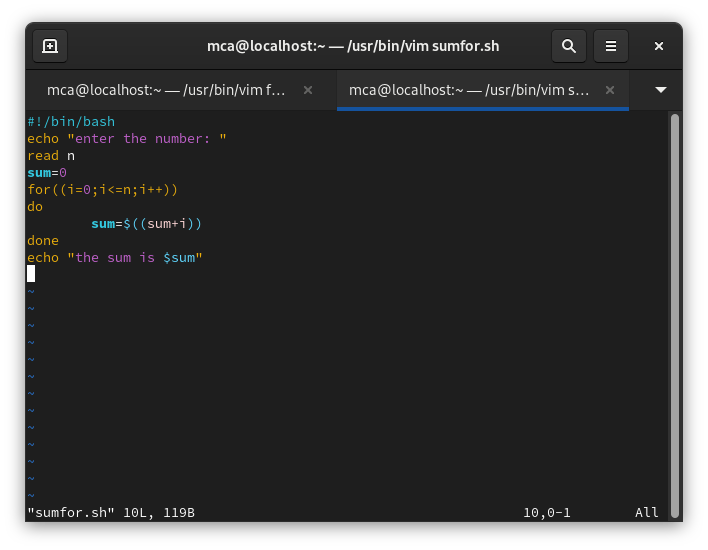 mca@localhost:~ — /usr/bin/vim sumfor.sh
mca@localhost:~ — /usr/bin/vim f…
mca@localhost:~ — /usr/bin/vim s…
#!/bin/bash
echo "enter the number: "
read n
sum=0
for((i=0;i<=n;i++))
do
        sum=$((sum+i))
done
echo "the sum is $sum"
~
~
~
~
~
~
~
~
~
~
~
~
~
"sumfor.sh" 10L, 119B 10,0-1 All